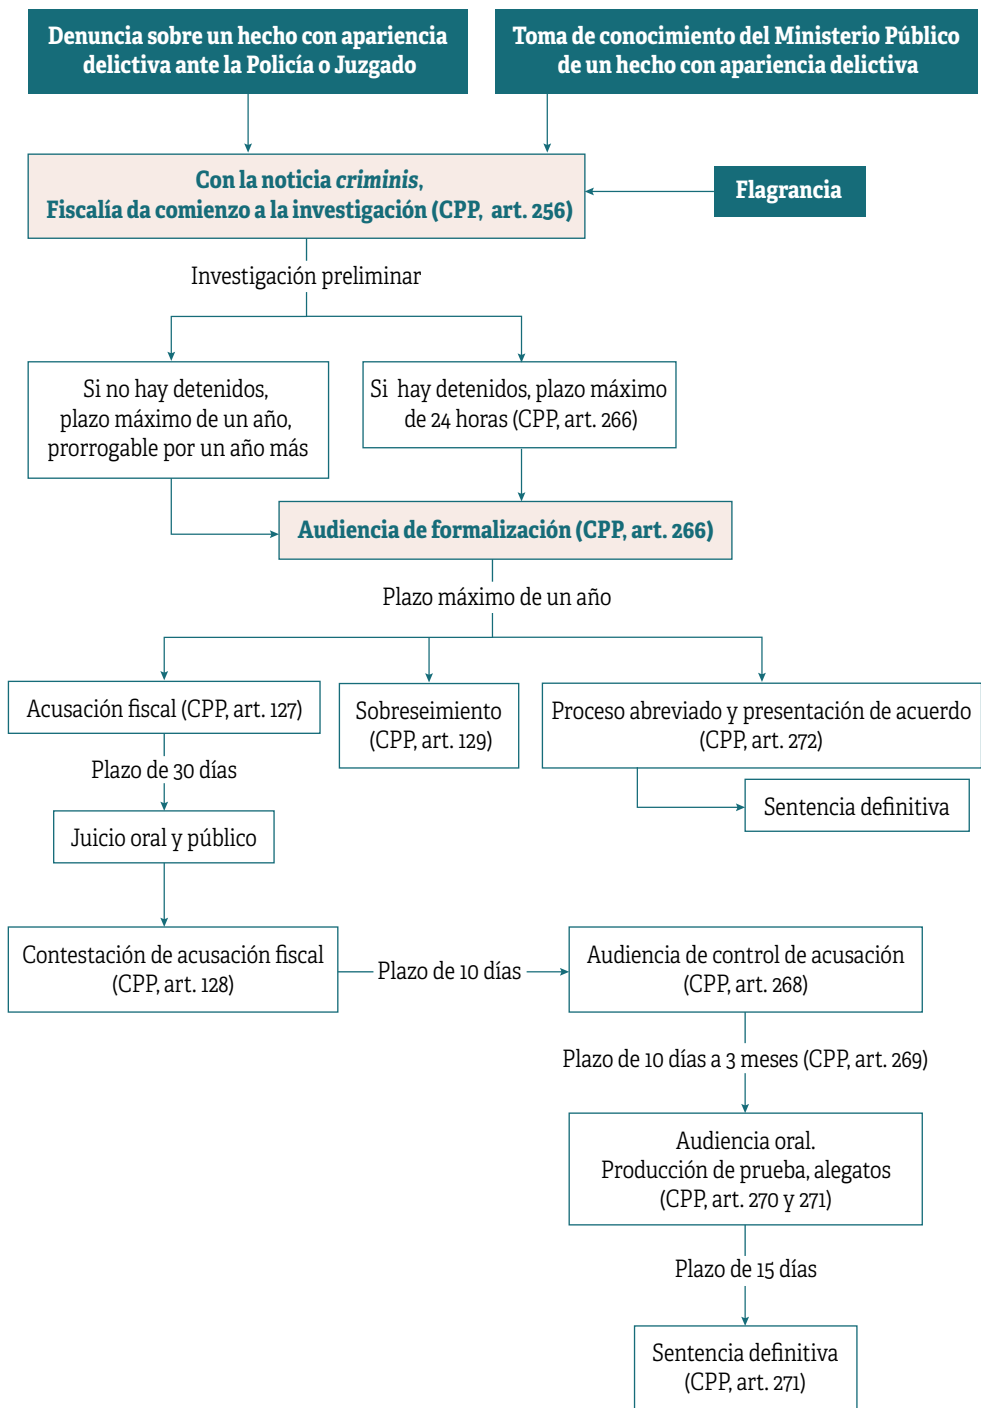 Denuncia sobre un hecho con apariencia
delictiva ante la Policía o Juzgado
Toma de conocimiento del Ministerio Público
de un hecho con apariencia delictiva
Con la noticia criminis,
Fiscalía da comienzo a la investigación (CPP, art. 256)
Flagrancia
Investigación preliminar
Si no hay detenidos,
plazo máximo de un año,
prorrogable por un año más
Si hay detenidos, plazo máximo
de 24 horas (CPP, art. 266)
Audiencia de formalización (CPP, art. 266)
Plazo máximo de un año
Acusación fiscal (CPP, art. 127)
Sobreseimiento
(CPP, art. 129)
Proceso abreviado y presentación de acuerdo
(CPP, art. 272)
Plazo de 30 días
Sentencia definitiva
Juicio oral y público
Contestación de acusación fiscal
(CPP, art. 128)
Plazo de 10 días
Audiencia de control de acusación
(CPP, art. 268)
Plazo de 10 días a 3 meses (CPP, art. 269)
Audiencia oral.
Producción de prueba, alegatos
(CPP, art. 270 y 271)
Plazo de 15 días
Sentencia definitiva
(CPP, art. 271)